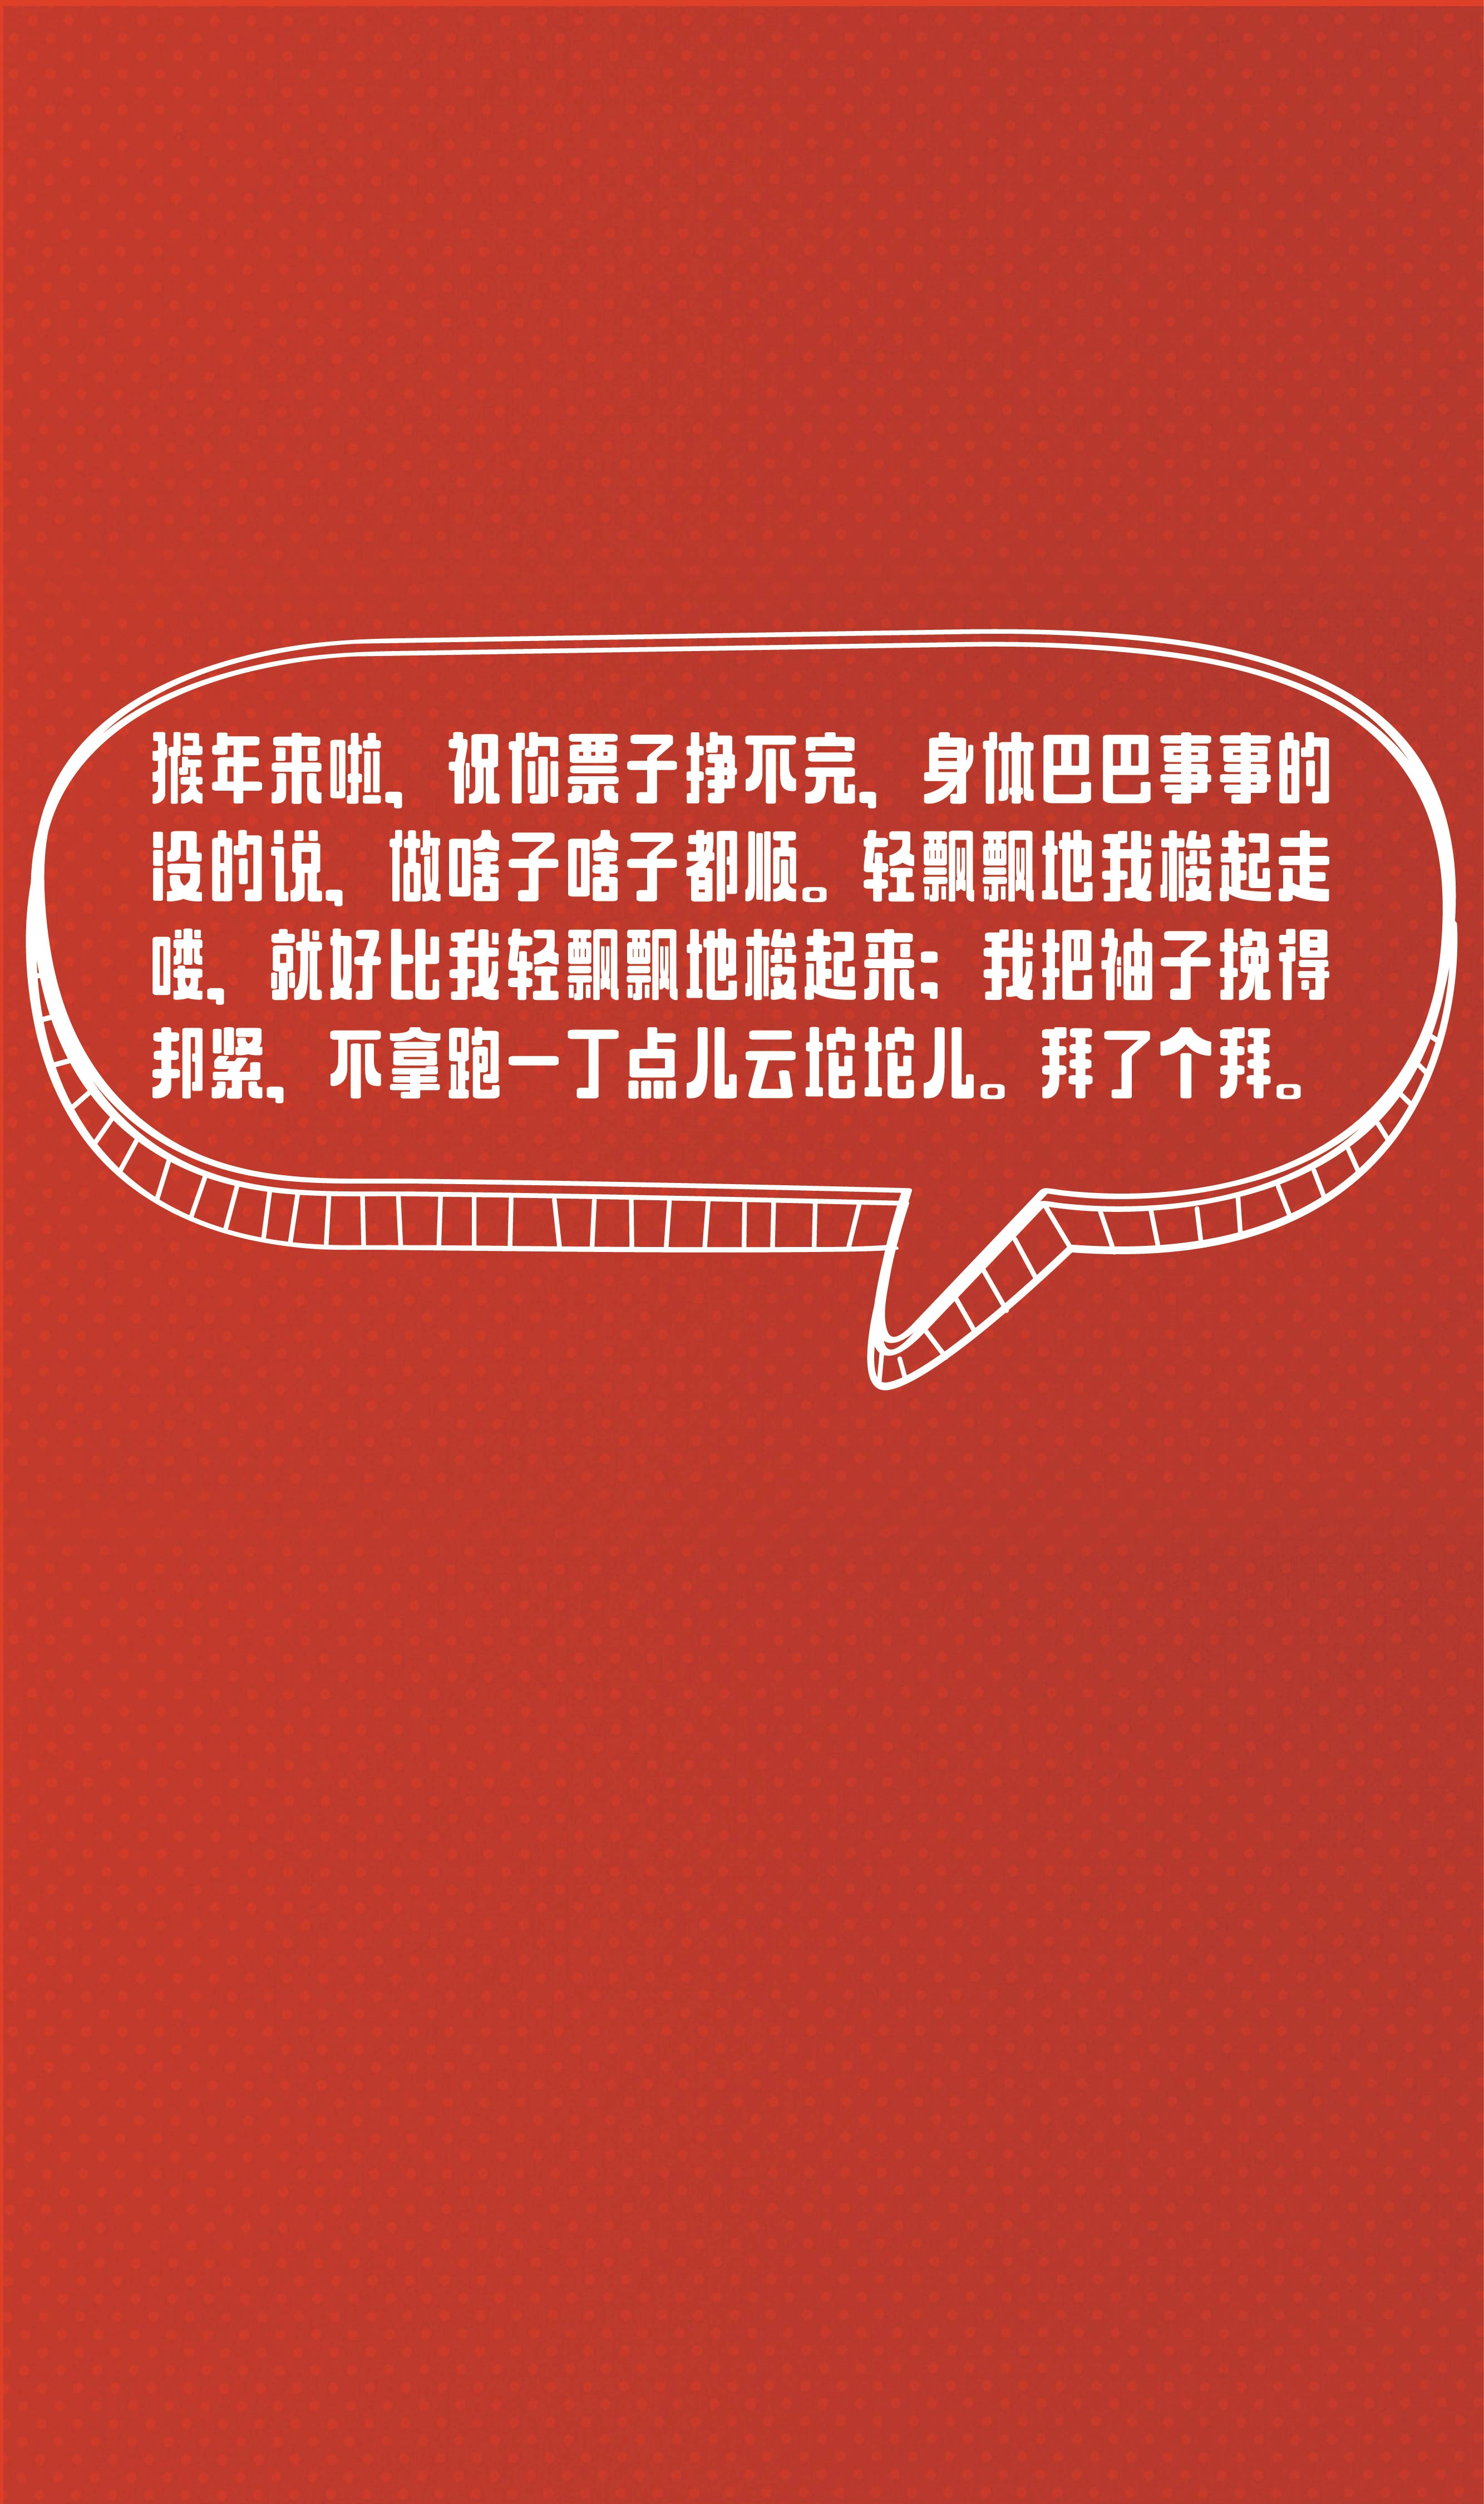 猴年来啦，祝你票子挣不完，身体巴巴事事的
没的说，做啥子啥子都顺。轻飘飘地我梭起走
喽，就好比我轻飘飘地梭起来；我把袖子挽得
邦紧，不拿跑一丁点儿云坨坨儿。拜了个拜。